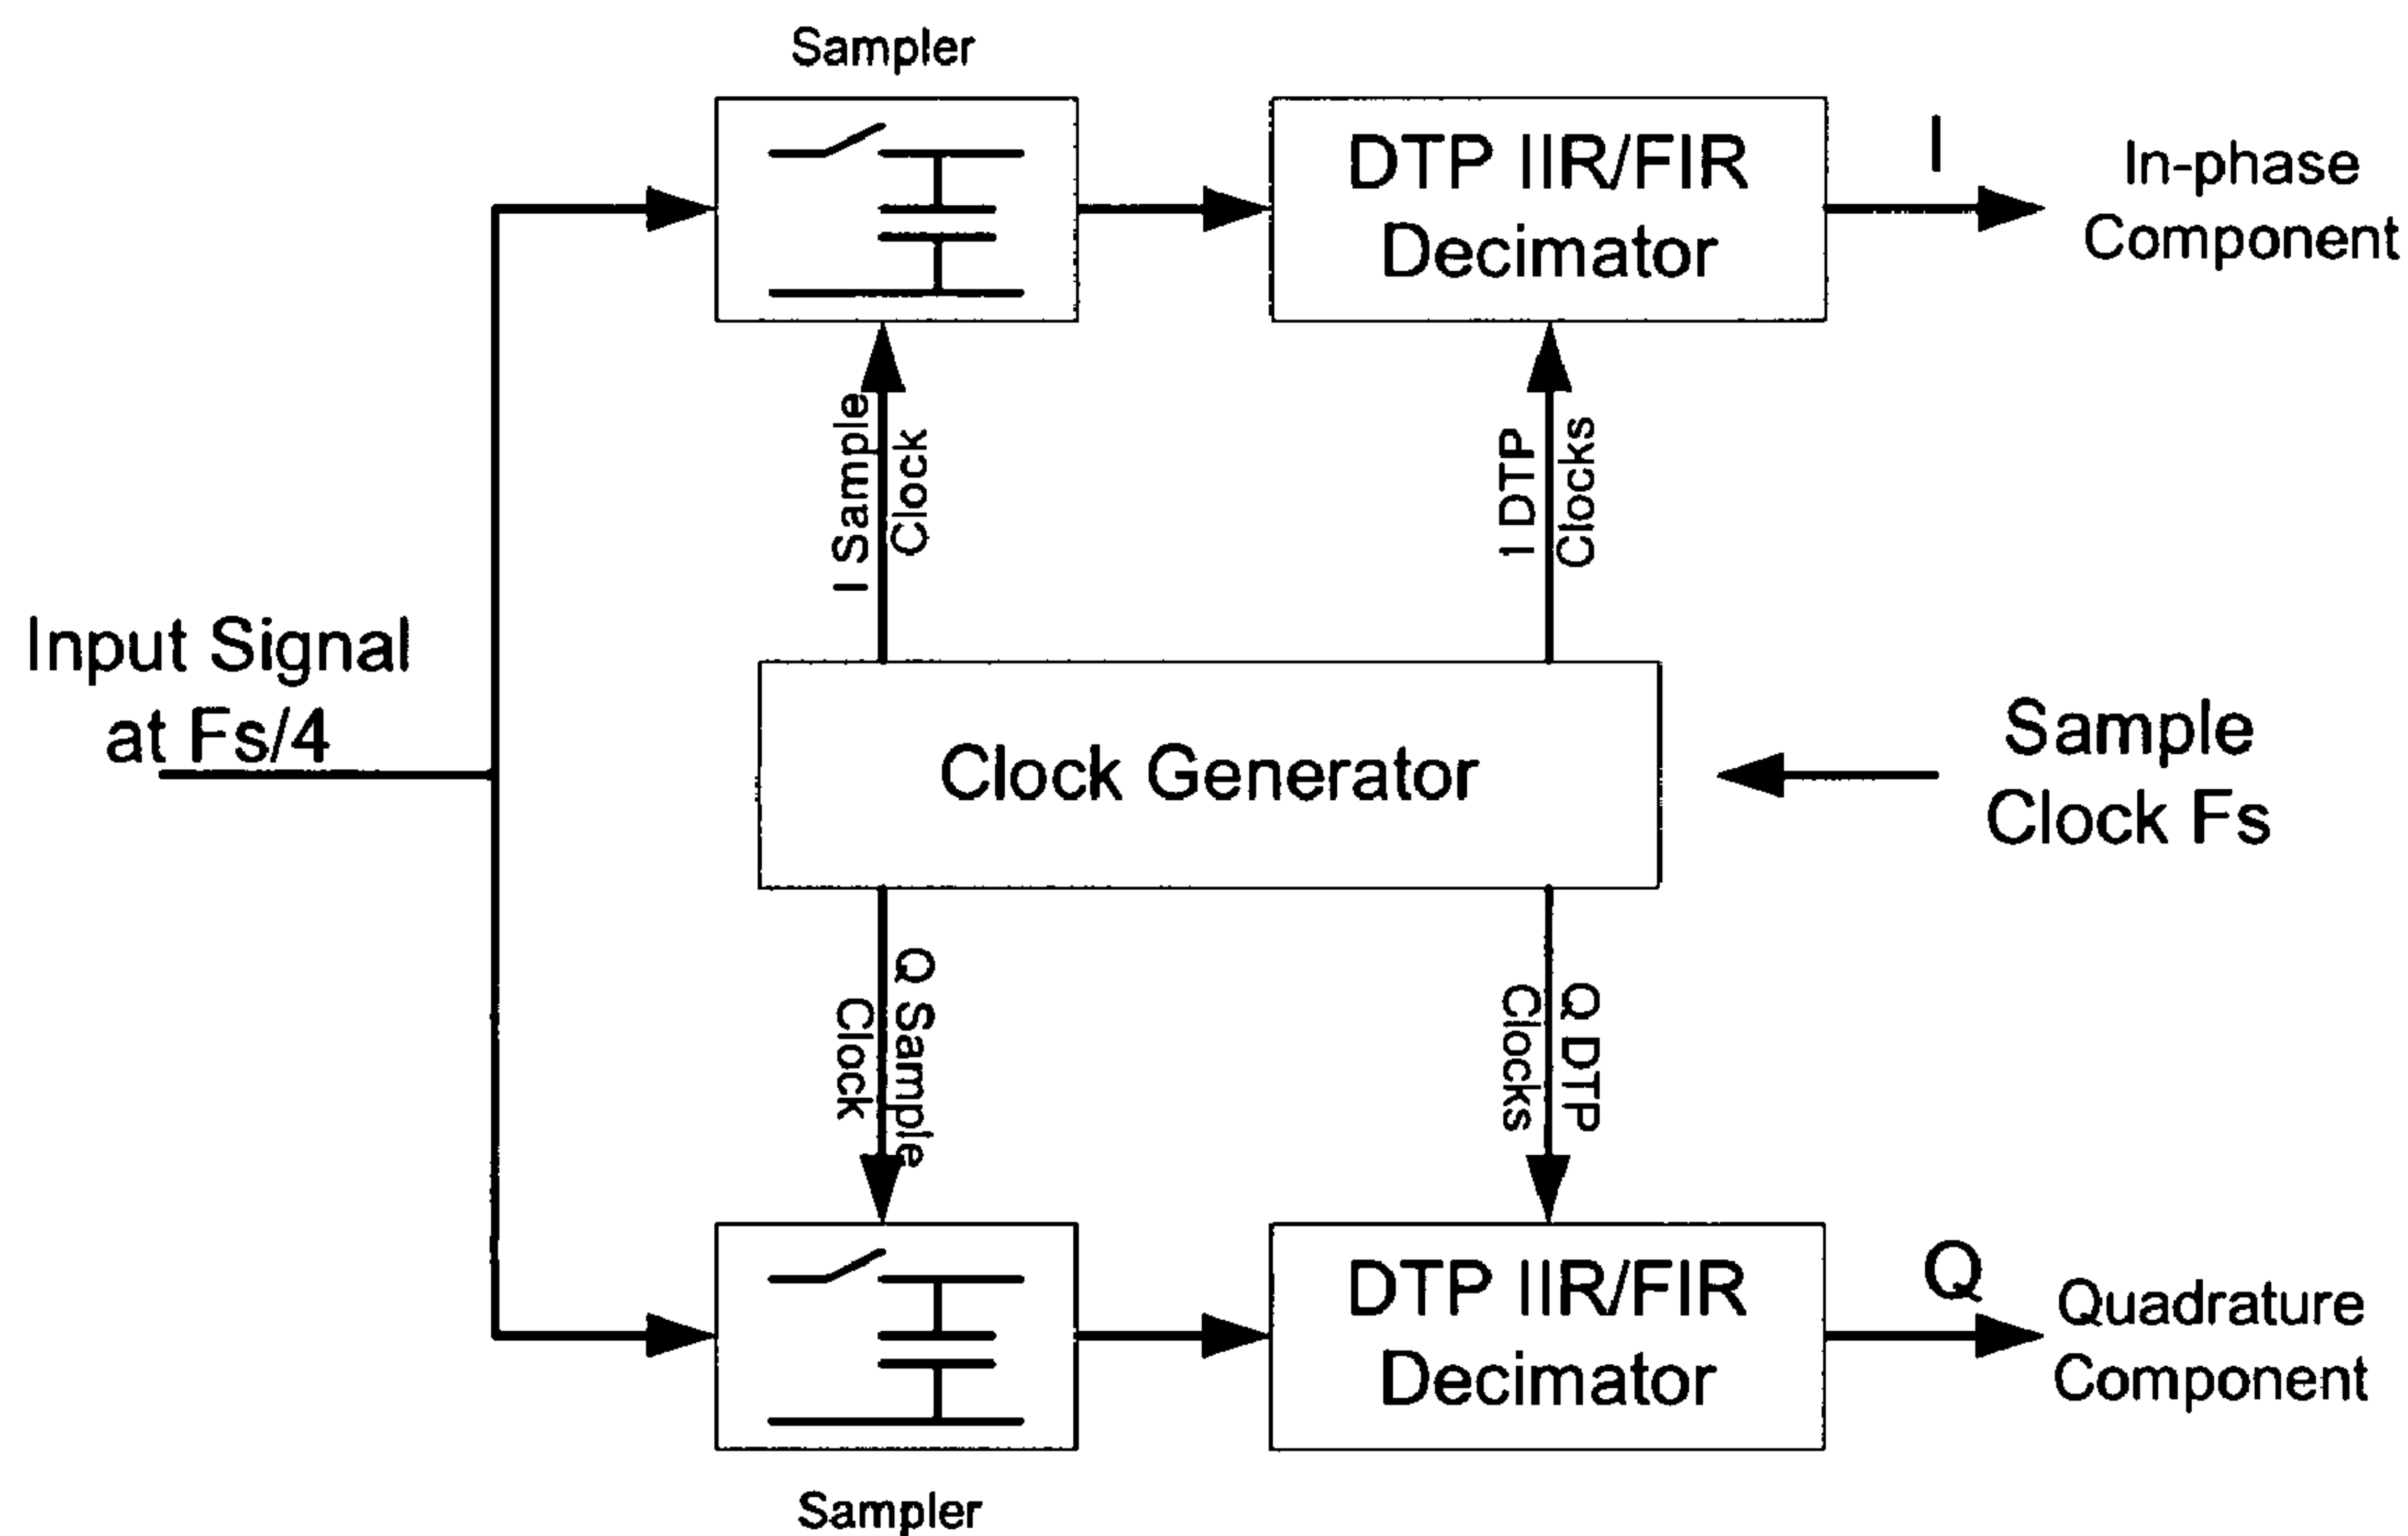 Sampler
DTP IIR/FIR
Decimator
I
In-phase
Component
I Sample
Clock
I DTP
Clocks
Input Signal
at Fs/4
Clock Generator
Sample
Clock Fs
Q Sample
Clock
Q DTP
Clocks
DTP IIR/FIR
Decimator
Q
Quadrature
Component
Sampler